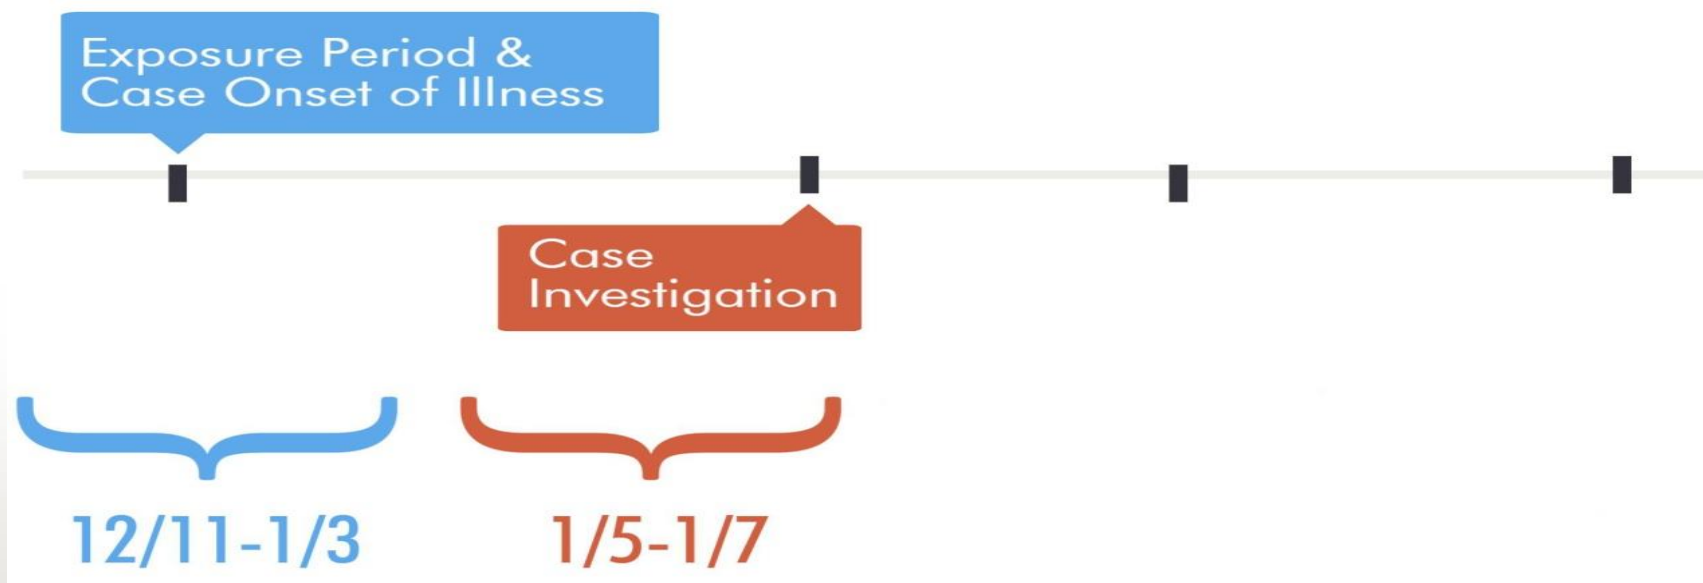 Exposure Period &
Case Onset of Illness
Case
Investigation
12/11-1/3
1/5-1/7